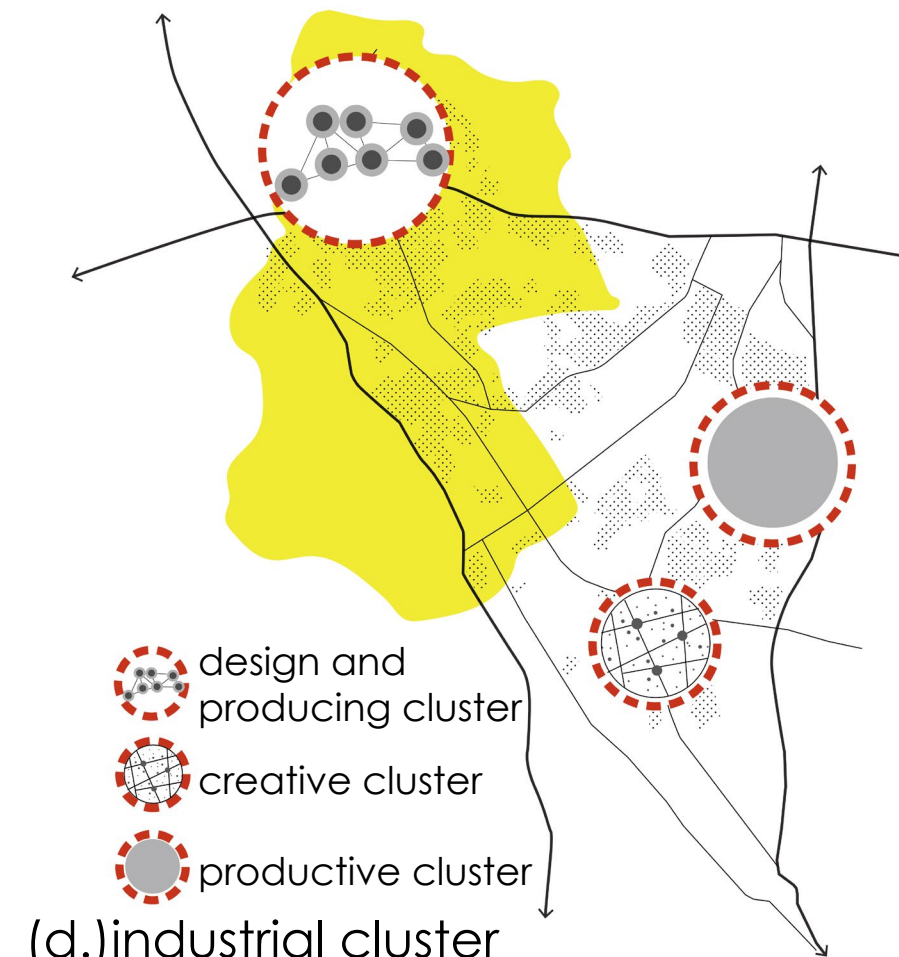 design and
producing cluster
creative cluster
productive cluster
(d.)industrial cluster